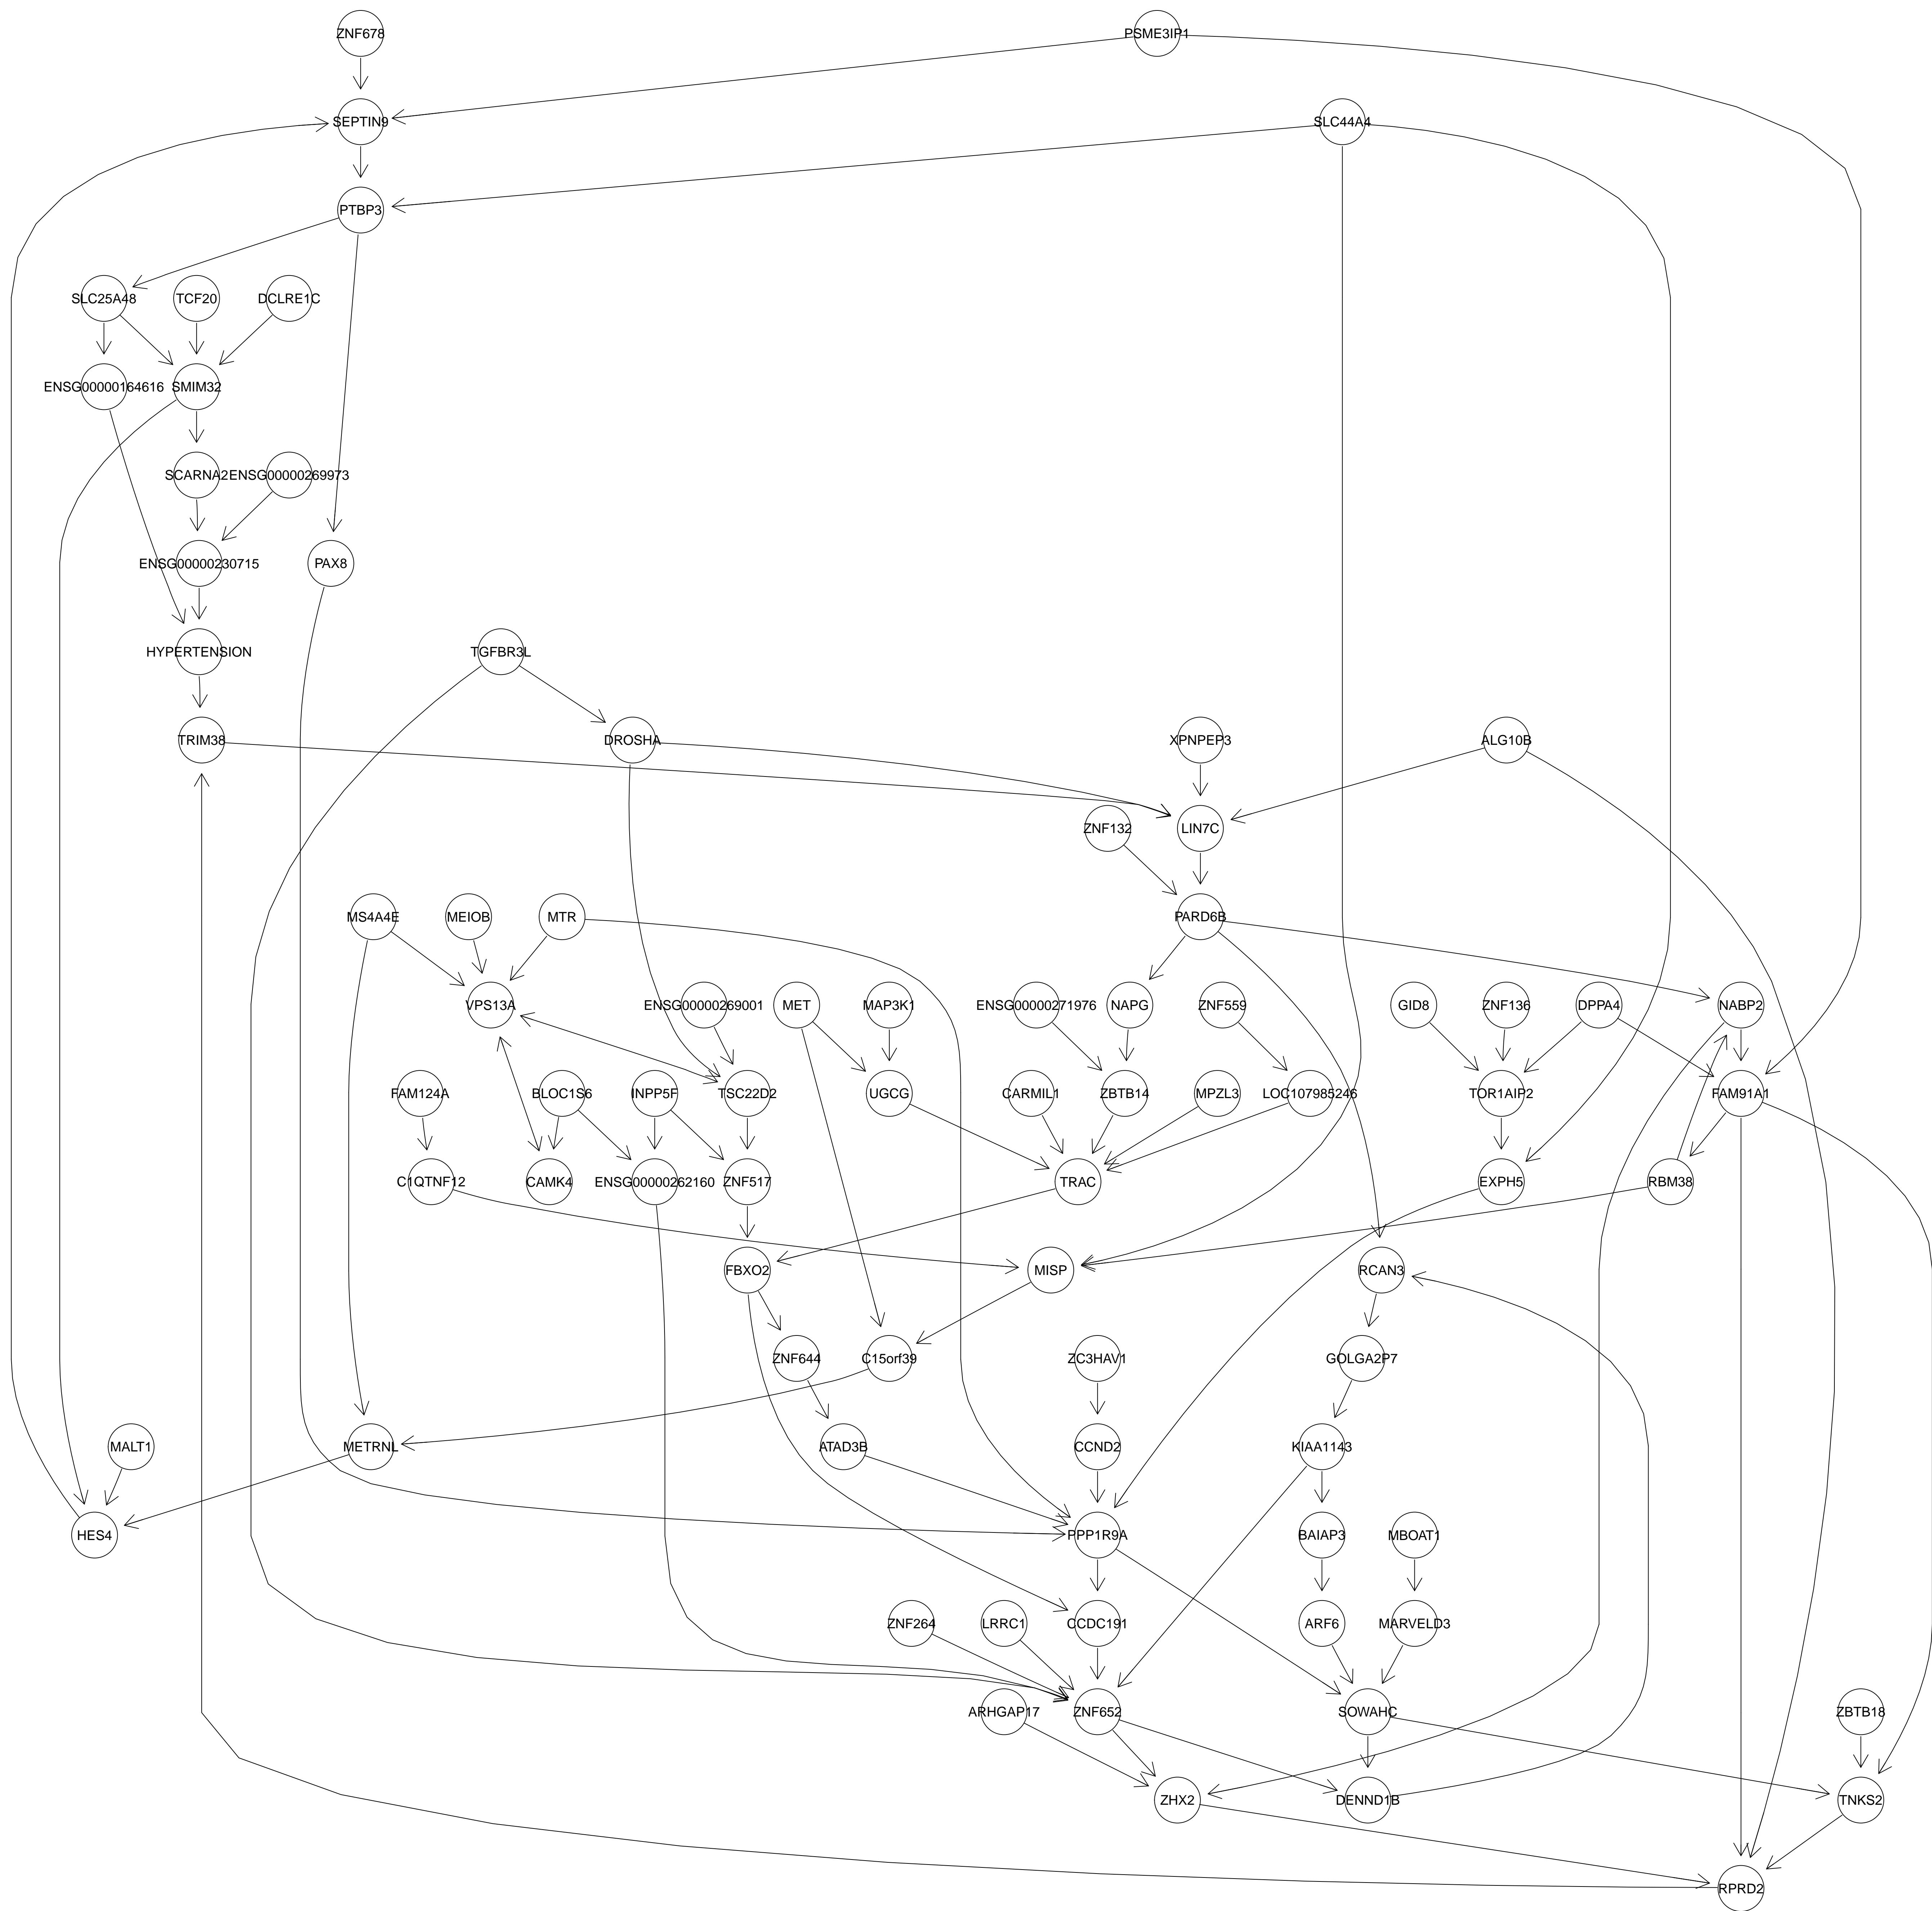 ZNF678
PSME3IP1
SEPTIN9
SLC44A4
PTBP3
SLC25A48
TCF20
DCLRE1C
ENSG00000164616
SMIM32
SCARNA2
ENSG00000269973
ENSG00000230715
PAX8
HYPERTENSION
TGFBR3L
TRIM38
DROSHA
XPNPEP3
ALG10B
ZNF132
LIN7C
MS4A4E
MEIOB
MTR
PARD6B
VPS13A
ENSG00000269001
MET
MAP3K1
ENSG00000271976
NAPG
ZNF559
GID8
ZNF136
DPPA4
NABP2
FAM124A
BLOC1S6
INPP5F
TSC22D2
UGCG
CARMIL1
ZBTB14
MPZL3
LOC107985246
TOR1AIP2
FAM91A1
C1QTNF12
CAMK4
ENSG00000262160
ZNF517
TRAC
EXPH5
RBM38
FBXO2
MISP
RCAN3
ZNF644
C15orf39
ZC3HAV1
GOLGA2P7
MALT1
METRNL
ATAD3B
CCND2
KIAA1143
HES4
PPP1R9A
BAIAP3
MBOAT1
ZNF264
LRRC1
CCDC191
ARF6
MARVELD3
ARHGAP17
ZNF652
SOWAHC
ZBTB18
ZHX2
DENND1B
TNKS2
RPRD2